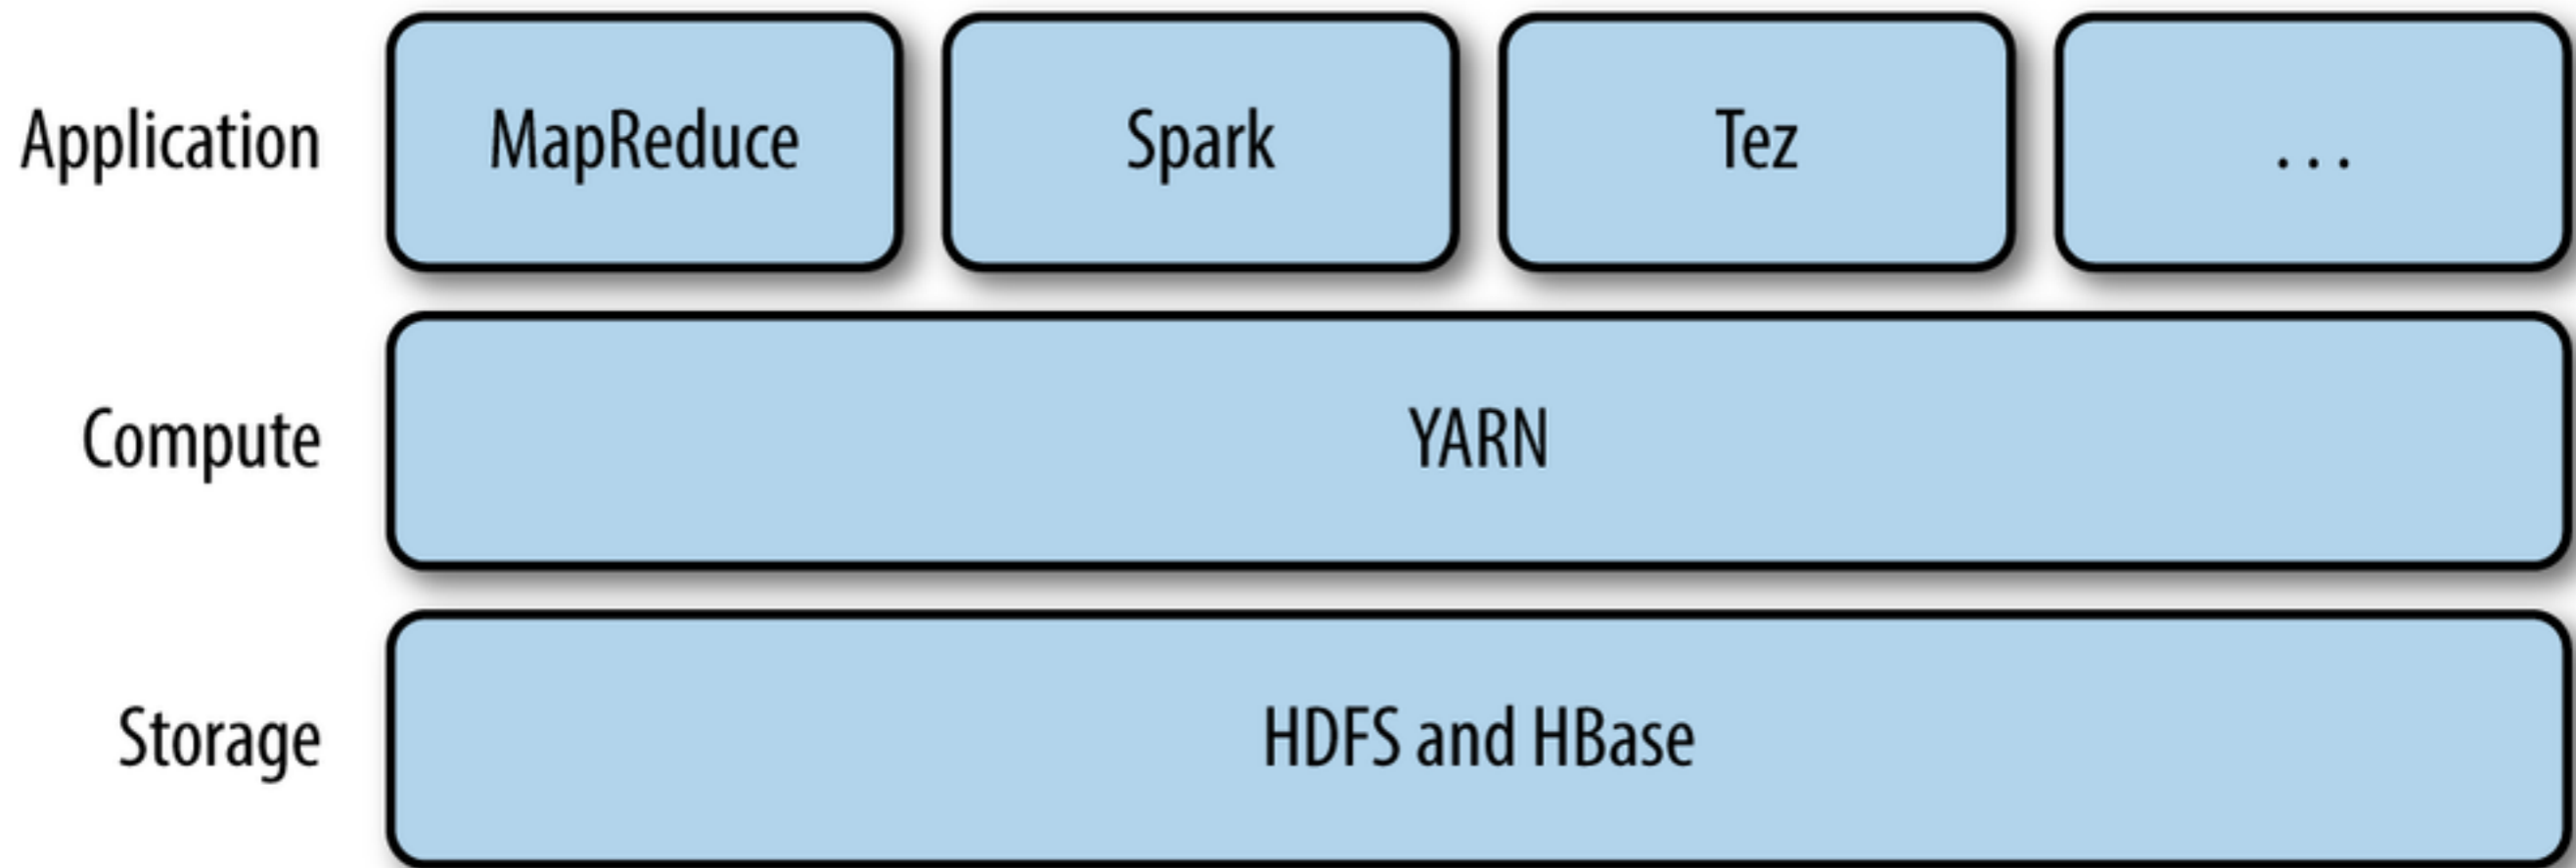 Application MapReduce Spark Tez ...
Compute YARN
Storage HDFS and HBase